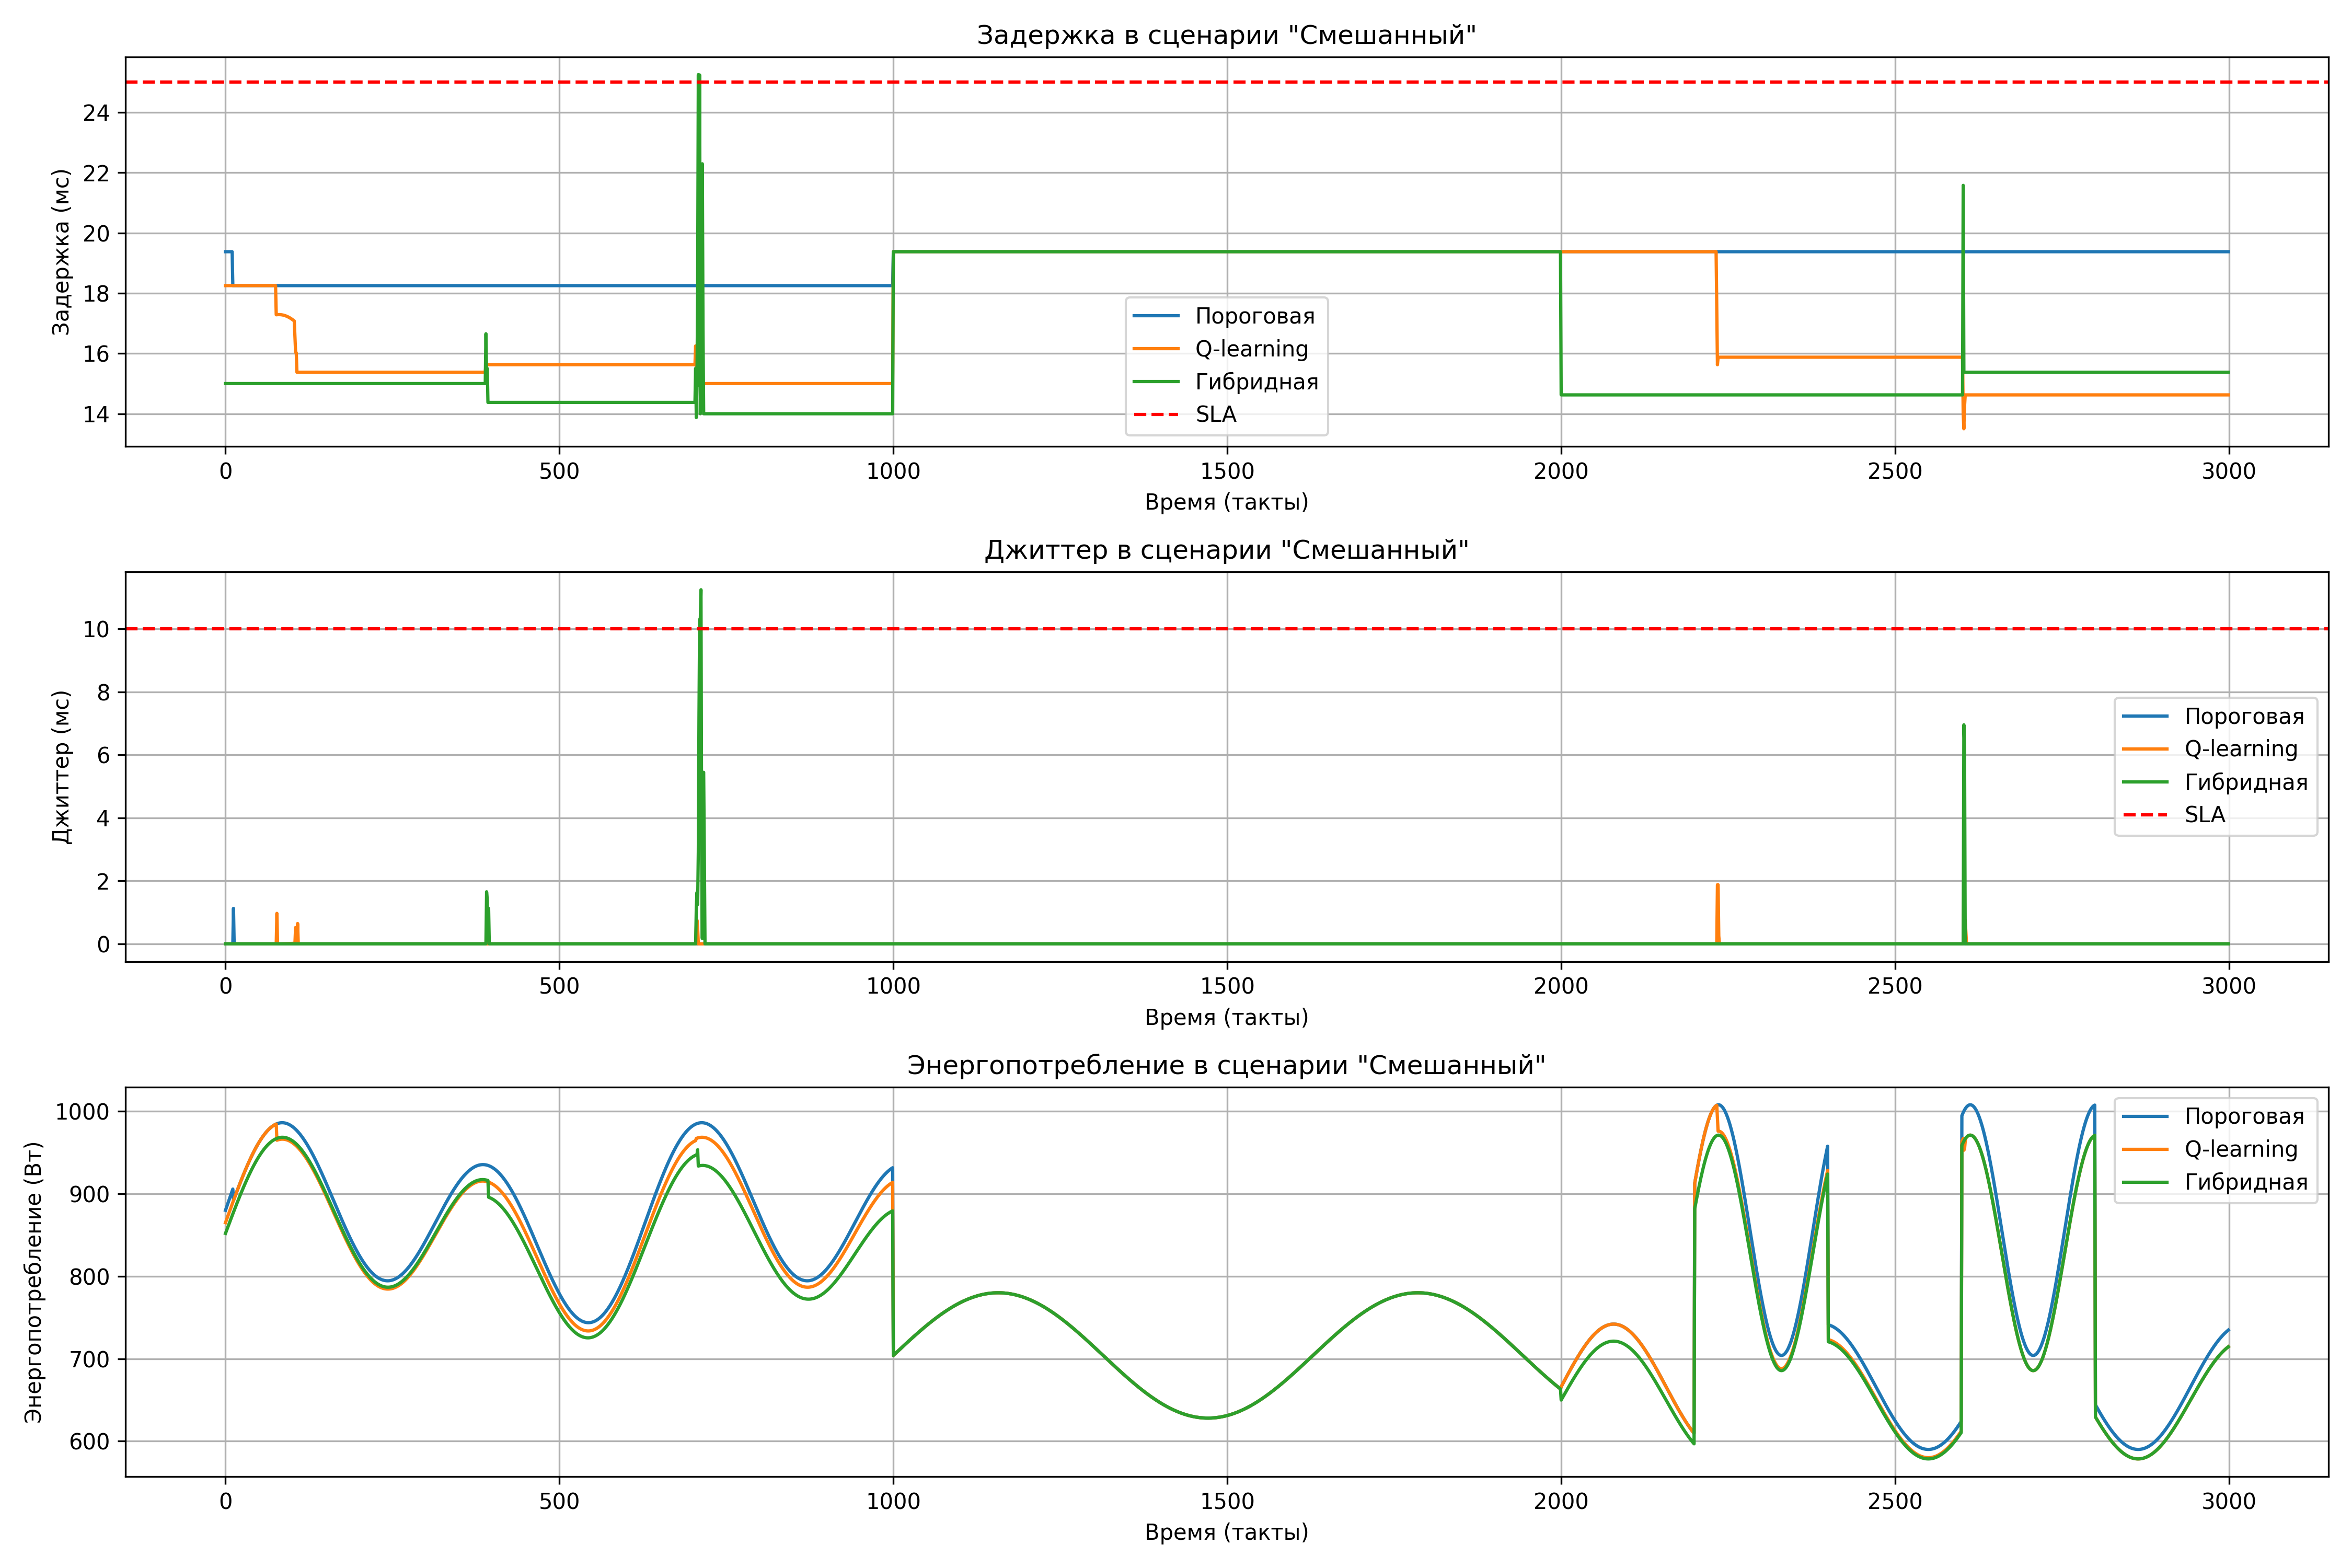 Задержка в сценарии "Смешанный"
Задержка (мс)
24
22
20
18
16
14
Пороговая
Q-learning
Гибридная
SLA
0 500 1000 1500 2000 2500 3000
Время (такты)
Джиттер в сценарии "Смешанный"
Джиттер (мс)
10
8
6
4
2
0
Пороговая
Q-learning
Гибридная
SLA
0 500 1000 1500 2000 2500 3000
Время (такты)
Энергопотребление в сценарии "Смешанный"
Энергопотребление (Вт)
1000
900
800
700
600
Пороговая
Q-learning
Гибридная
0 500 1000 1500 2000 2500 3000
Время (такты)